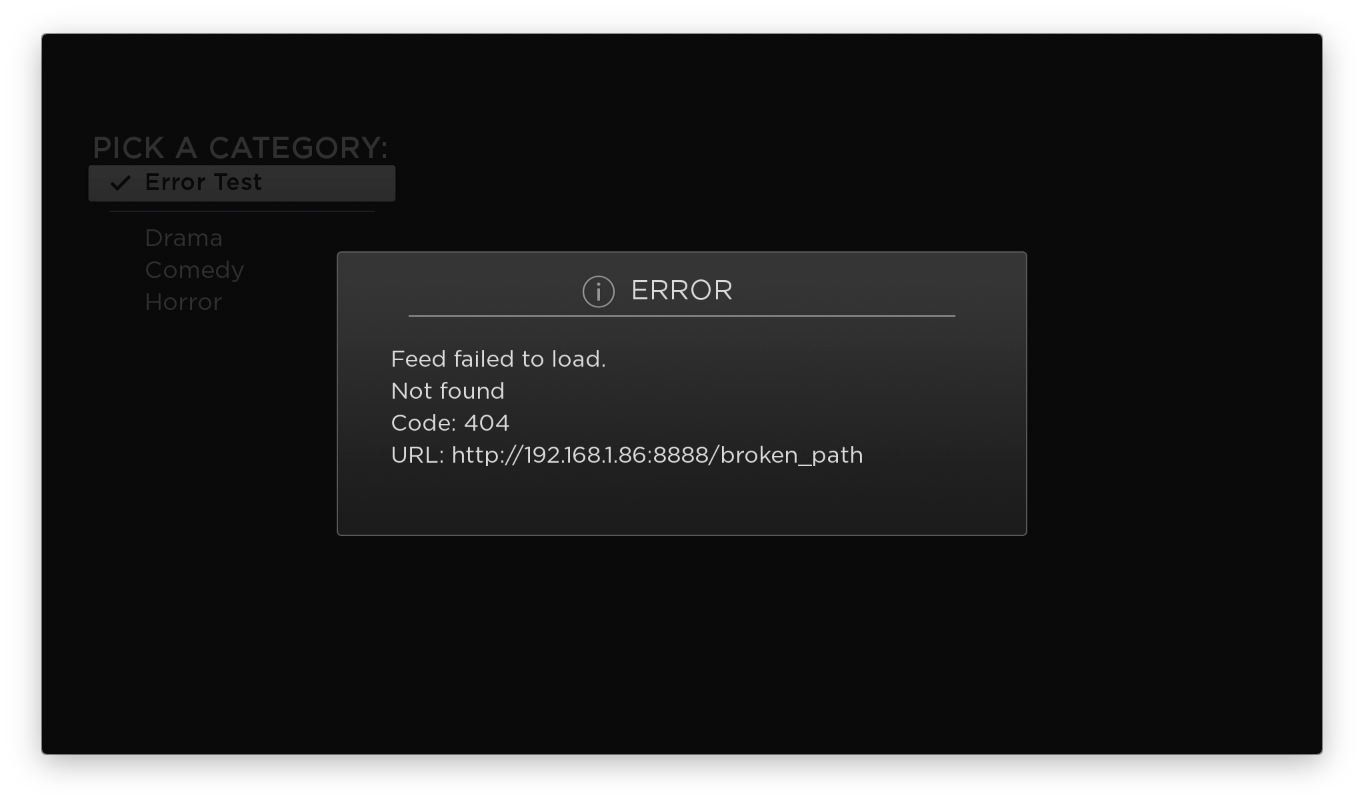 PICK A CATEGORY:
Error Test
Drama
Comedy
Horror
ERROR
Feed failed to load.
Not found
Code: 404
URL: http://192.168.1.86:8888/broken_path